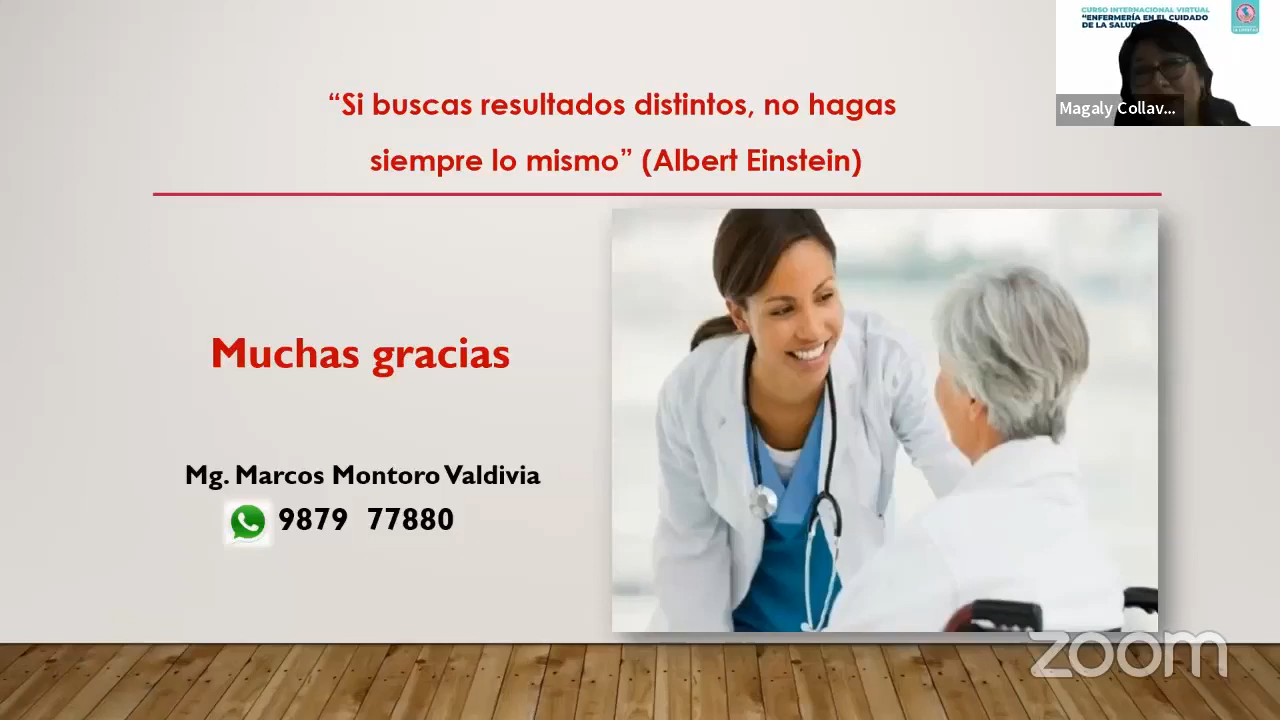 CURSO INTERNACIONAL VIRTUAL
"ENFERMERÍA EN EL CUIDADO
DE LA SALUD
Magaly Collav...
“Si buscas resultados distintos, no hagas
siempre lo mismo” (Albert Einstein)
Muchas gracias
Mg. Marcos Montoro Valdivia
9879 77880
zoom